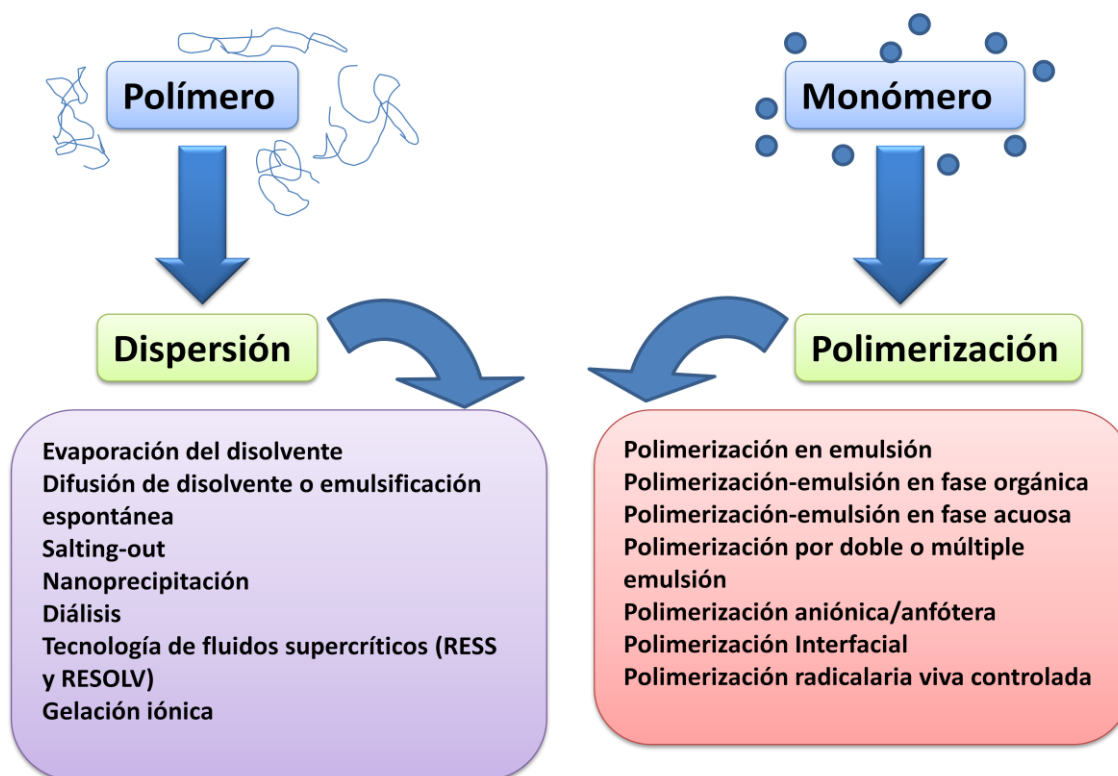 Polímero
Monómero
Dispersión
Polimerización
Evaporación del disolvente
Difusión de disolvente o emulsificación
espontánea
Salting-out
Nanoprecipitación
Diálisis
Tecnología de fluidos supercríticos (RESS
y RESOLV)
Gelación iónica
Polimerización en emulsión
Polimerización-emulsión en fase orgánica
Polimerización-emulsión en fase acuosa
Polimerización por doble o múltiple
emulsión
Polimerización aniónica/anfótera
Polimerización Interfacial
Polimerización radicalaria viva controlada